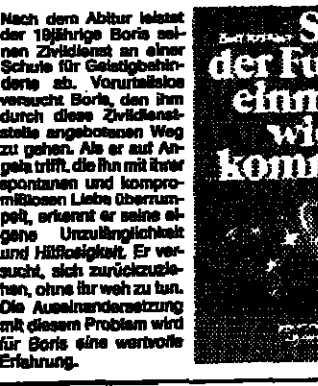 Nach dem Abitur leistet
der 19jährige Boris sei-
nen Zivildienst an einer
Schule für Geistigbehin-
derte ab. Vorurteilslos
versucht Boris, den ihm
durch diese Zivildienst-
stelle angebotenen Weg
zu gehen. Als er auf An-
gela trifft, die ihn mit ihrer
spontanen und kompro-
mißlosen Liebe überrum-
pelt, erkennt er seine ei-
gene Unzulänglichkeit
und Hilflosigkeit. Er ver-
sucht, sich zurückzuzie-
hen, ohne ihr weh zu tun.
Die Auseinandersetzung
mit diesem Problem wird
für Boris eine wertvolle
Erfahrung.
S
der Fu
einm
wie
komm